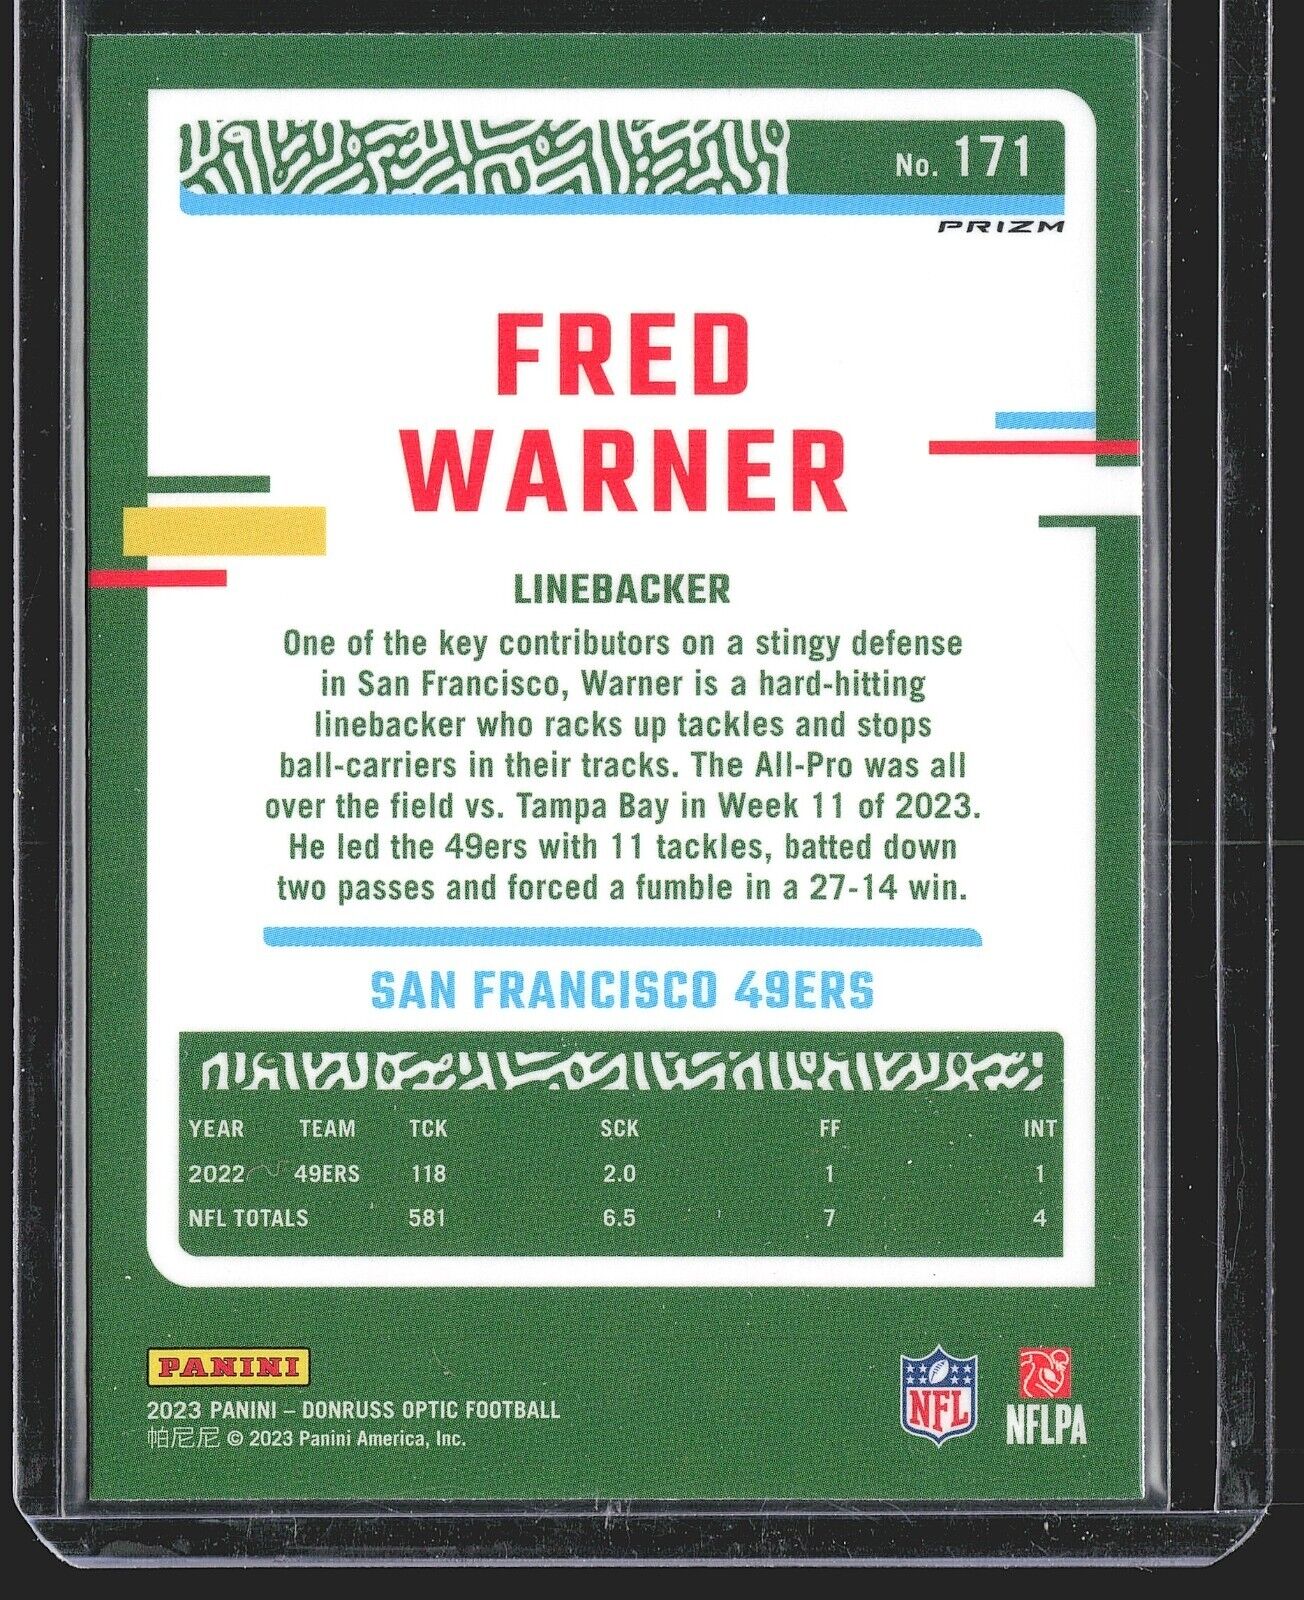 No. 171
PRIZM
FRED
WARNER
LINEBACKER
One of the key contributors on a stingy defense
in San Francisco, Warner is a hard-hitting
linebacker who racks up tackles and stops
ball-carriers in their tracks. The All-Pro was all
over the field vs. Tampa Bay in Week 11 of 2023.
He led the 49ers with 11 tackles, batted down
two passes and forced a fumble in a 27-14 win.
SAN FRANCISCO 49ERS
YEAR TEAM TCK SCK FF INT
2022 49ERS 118 2.0 1 1
NFL TOTALS 581 6.5 7 4
PANINI
2023 PANINI – DONRUSS OPTIC FOOTBALL
帕尼尼 © 2023 Panini America, Inc.
NFL
NFLPA